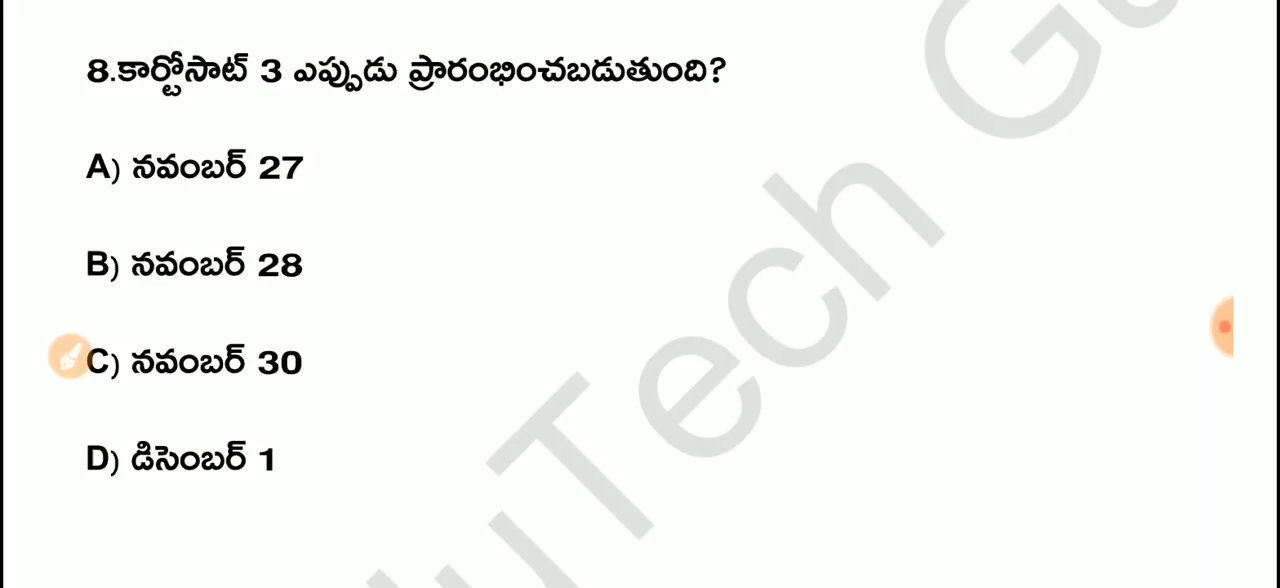 8.కార్టోసాట్ 3 ఎప్పుడు ప్రారంభించబడుతుంది?
A) నవంబర్ 27
B) నవంబర్ 28
C) నవంబర్ 30
D) డిసెంబర్ 1